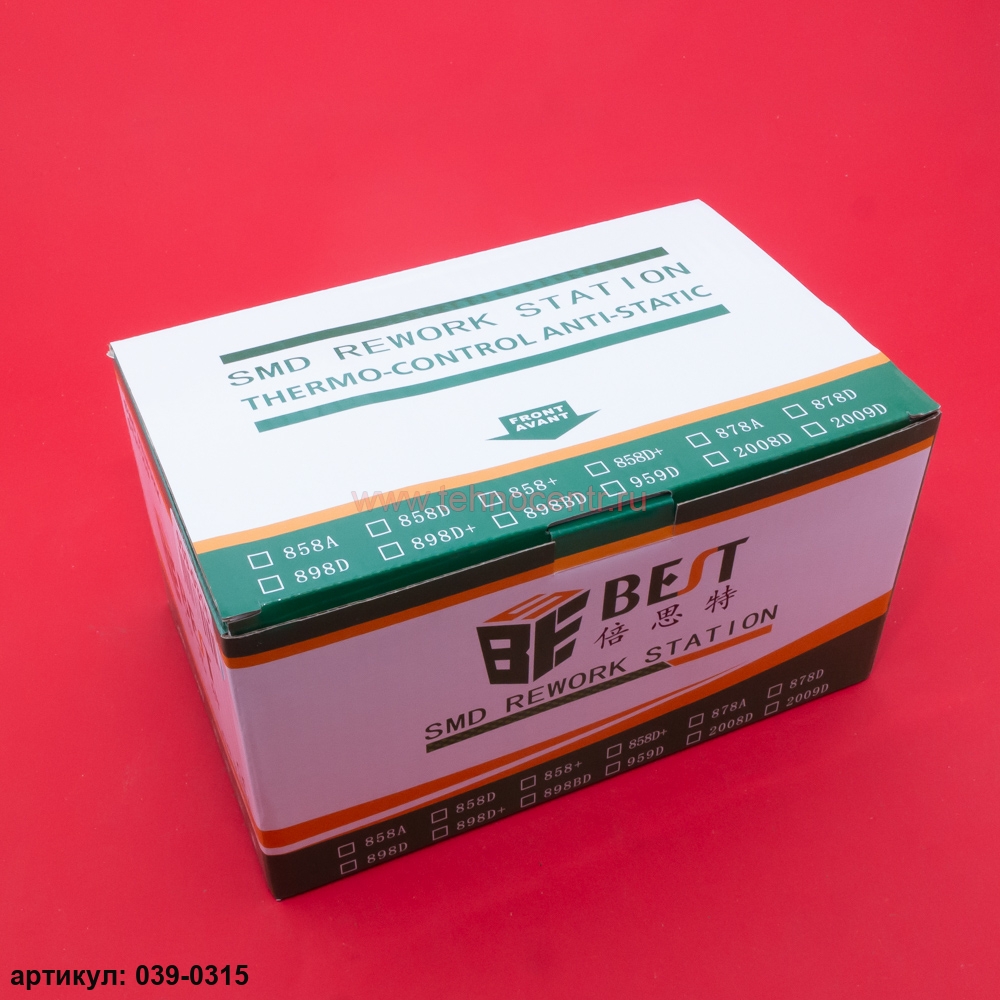 SMD REWORK STATION
THERMO-CONTROL ANTI-STATIC
FRONT
AVANT
858A 858D 858+ 858D+ 878A 878D
898D 898D+ 898BD 959D 2008D 2009D
www.tehnocentr.ru
BF BEST
倍思特
SMD REWORK STATION
858A 858D 858+ 858D+ 878A 878D
898D 898D+ 898BD 959D 2008D 2009D
артикул: 039-0315